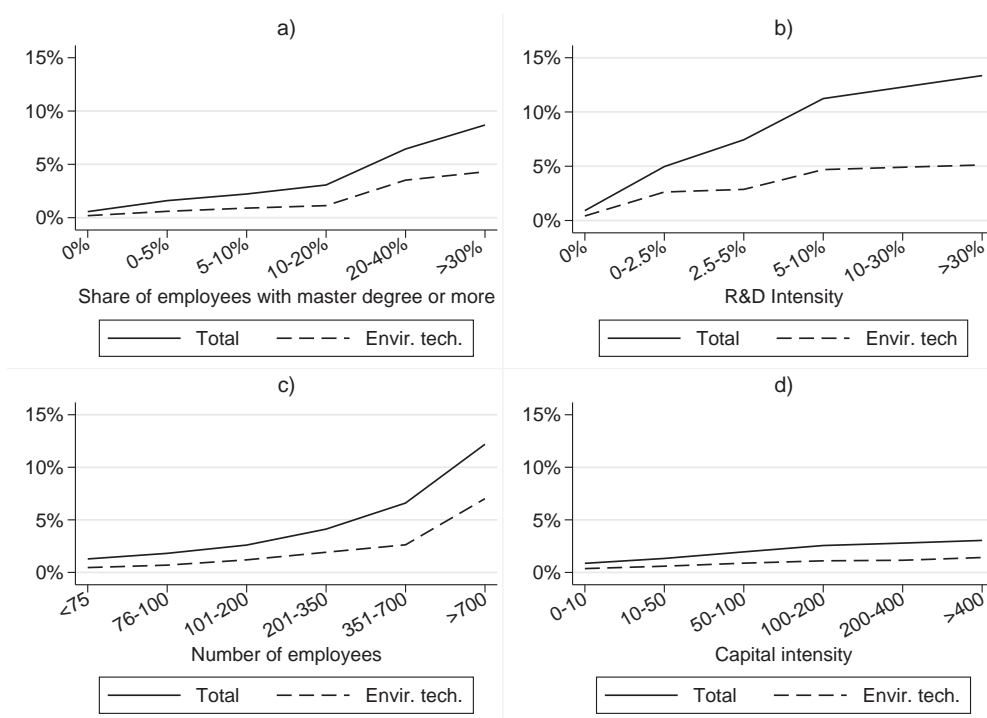 a)
15%
10%
5%
0%
0%
0-5%
5-10%
10-20%
20-40%
>30%
Share of employees with master degree or more
Total
Envir. tech.
b)
15%
10%
5%
0%
0%
0-2.5%
2.5-5%
5-10%
10-30%
>30%
R&D Intensity
Total
Envir. tech
c)
15%
10%
5%
0%
<75
76-100
101-200
201-350
351-700
>700
Number of employees
Total
Envir. tech.
d)
15%
10%
5%
0%
0-10
10-50
50-100
100-200
200-400
>400
Capital intensity
Total
Envir. tech.